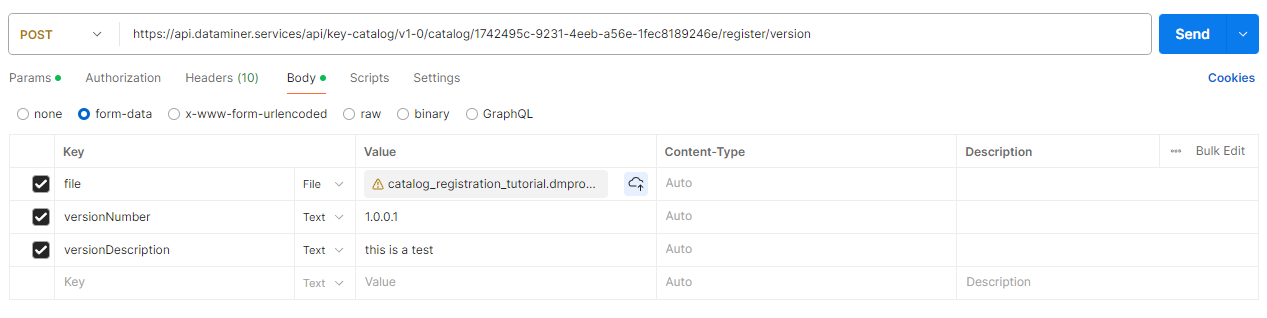 POST https://api.dataminer.services/api/key-catalog/v1-0/catalog/1742495c-9231-4eeb-a56e-1fec8189246e/register/version Send
Params Authorization Headers (10) Body Scripts Settings Cookies
none form-data x-www-form-urlencoded raw binary GraphQL
Key Value Content-Type Description Bulk Edit
file File catalog_registration_tutorial.dmpro... Auto
versionNumber Text 1.0.0.1 Auto
versionDescription Text this is a test Auto
Key Text Value Auto Description